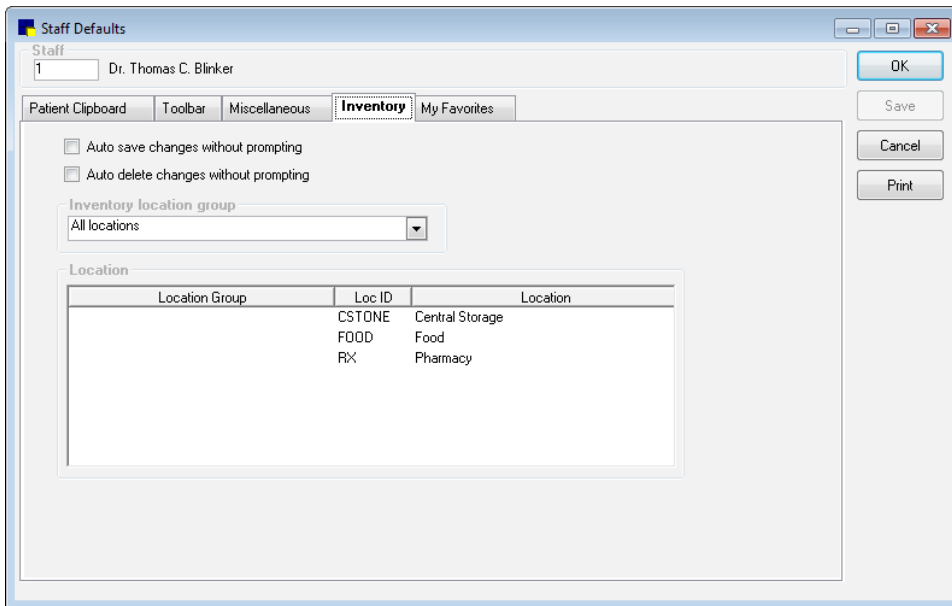 Staff Defaults
Staff
1 Dr. Thomas C. Blinker
OK
Save
Cancel
Print
Patient Clipboard Toolbar Miscellaneous Inventory My Favorites
Auto save changes without prompting
Auto delete changes without prompting
Inventory location group
All locations
Location
Location Group Loc ID Location
CSTONE Central Storage
FOOD Food
RX Pharmacy